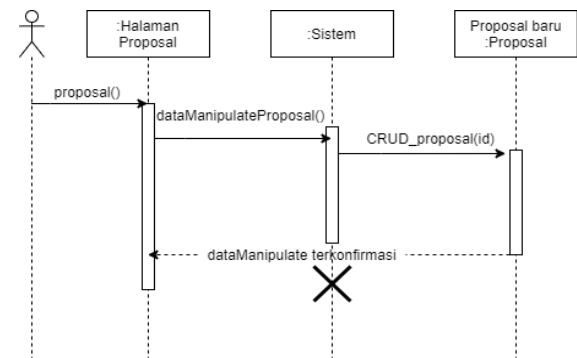 :Halaman
Proposal
:Sistem
Proposal baru
:Proposal
proposal()
dataManipulateProposal()
CRUD_proposal(id)
dataManipulate terkonfirmasi